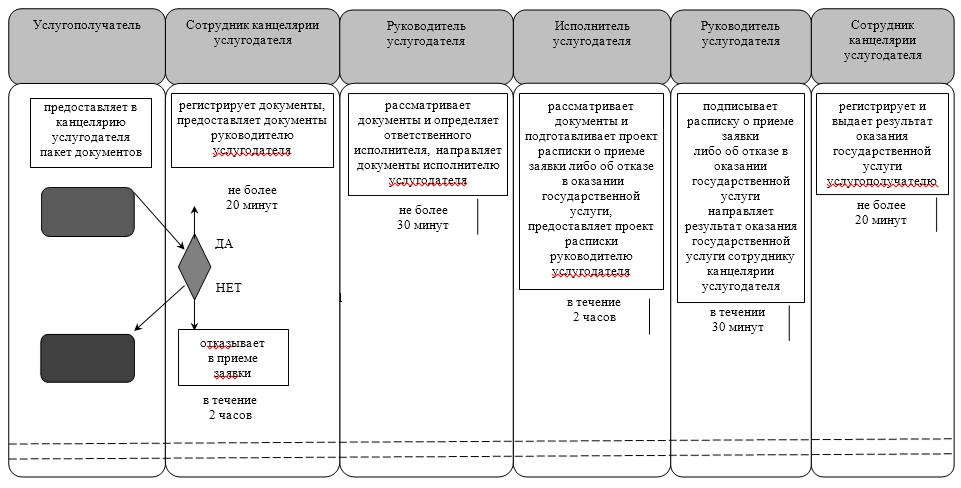 Услугополучатель
Сотрудник канцелярии
услугодателя
Руководитель
услугодателя
Исполнитель
услугодателя
Руководитель
услугодателя
Сотрудник
канцелярии
услугодателя
предоставляет в
канцелярию
услугодателя
пакет документов
регистрирует документы,
предоставляет документы
руководителю
услугодателя
не более
20 минут
ДА
НЕТ
отказывает
в приеме
заявки
в течение
2 часов
рассматривает
документы и определяет
ответственного
исполнителя, направляет
документы исполнителю
услугодателя
не более
30 минут
рассматривает
документы и
подготавливает проект
расписки о приеме
заявки либо об отказе
в оказании
государственной
услуги,
предоставляет проект
расписки
руководителю
услугодателя
в течение
2 часов
подписывает
расписку о приеме
заявки
либо об отказе в
оказании
государственной
услуги
направляет
результат оказания
государственной
услуги сотруднику
канцелярии
услугодателя
в течении
30 минут
регистрирует и
выдает результат
оказания
государственной
услуги
услугополучателю
не более
20 минут